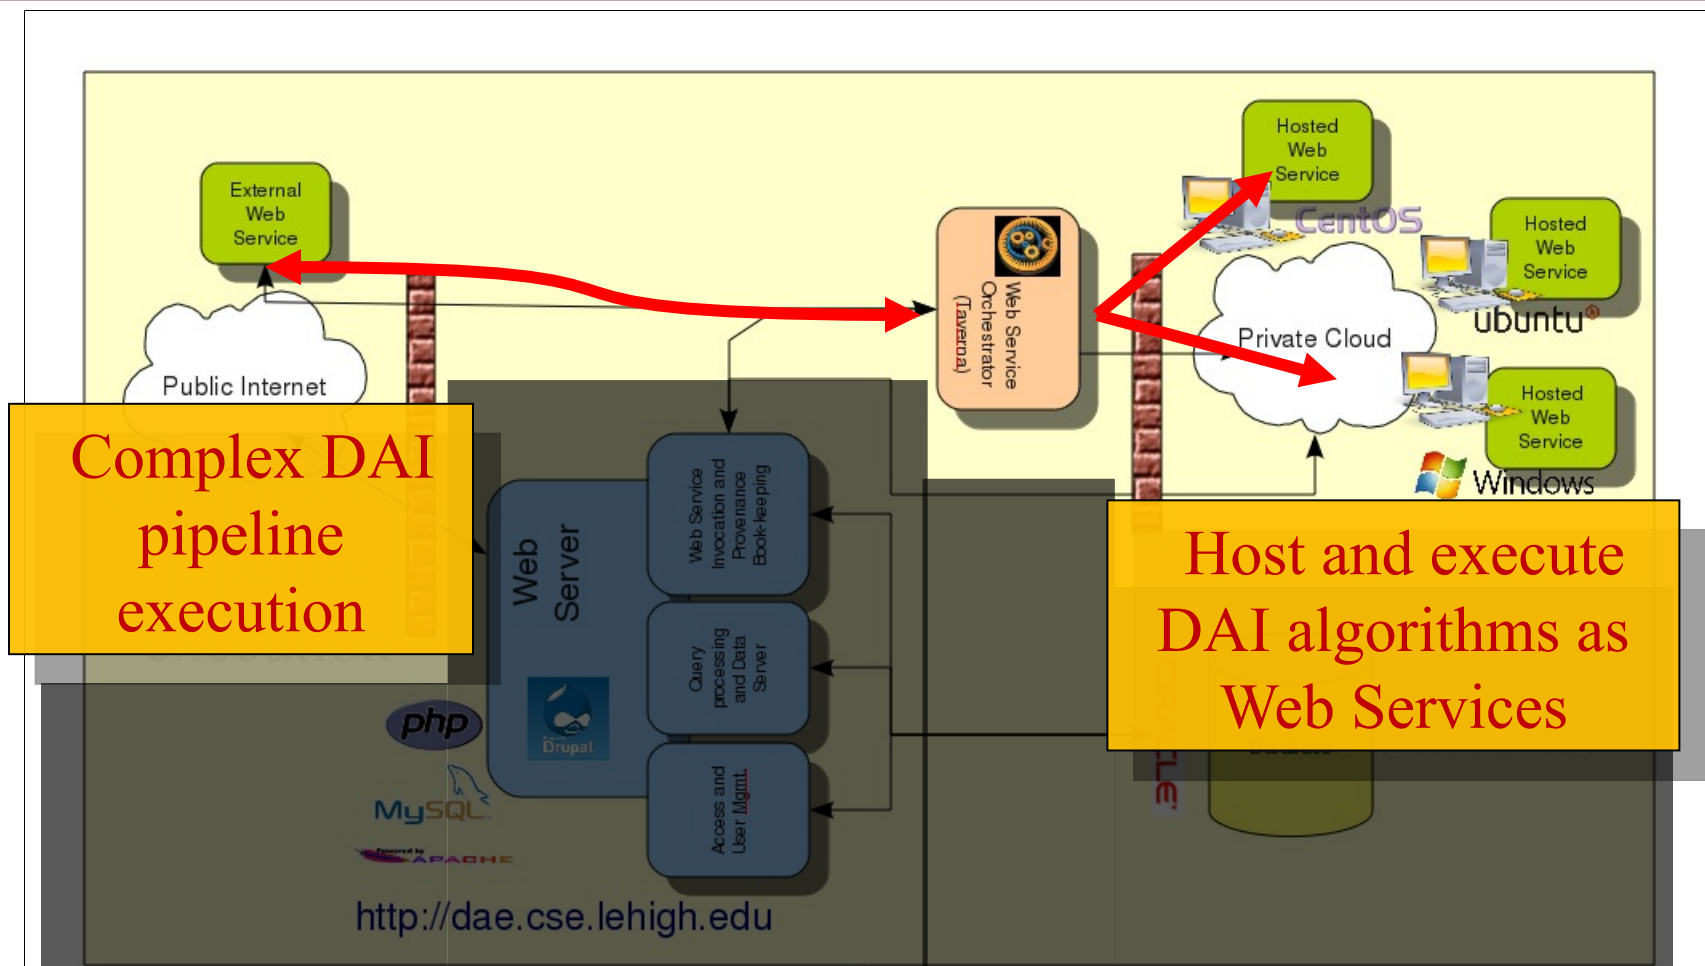 Hosted
Web
Service
External
Web
Service
CentOS
Hosted
Web
Service
Web Service
Orchestrator
(Taverna)
ubuntu®
Private Cloud
Public Internet
Hosted
Web
Service
Windows
Complex DAI
pipeline
execution
Web Service
Invocation and
Provenance
Book-keeping
Web
Server
Host and execute
DAI algorithms as
Web Services
Query
processing
and Data
Server
php
Drupal
MySQL
Access and
User Mgmt.
Powered by
APACHE
http://dae.cse.lehigh.edu